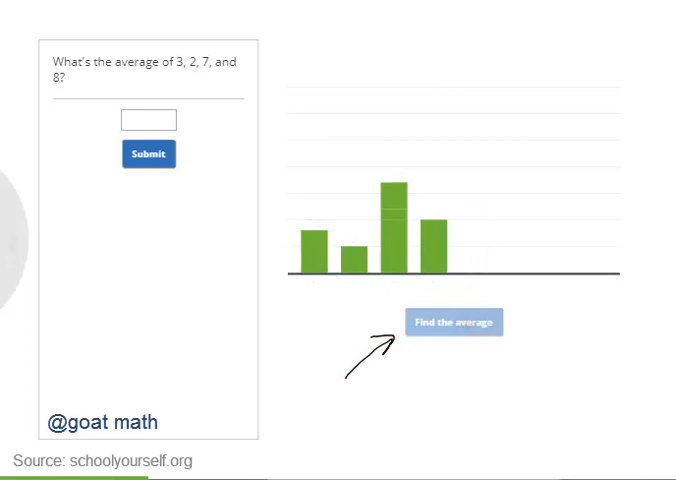 What's the average of 3, 2, 7, and
8?
Submit
Find the average
@goat math
Source: schoolyourself.org